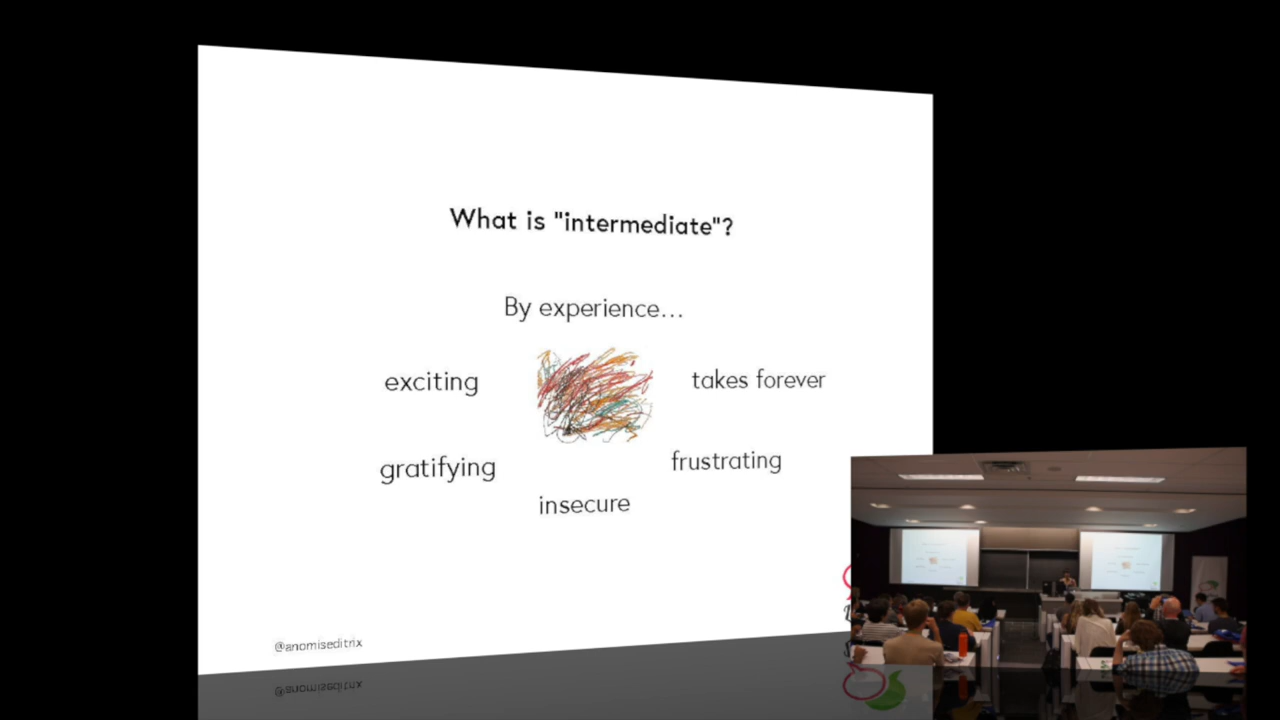 What is "intermediate"?
By experience...
exciting
takes forever
gratifying
frustrating
insecure
@anomiseditrix